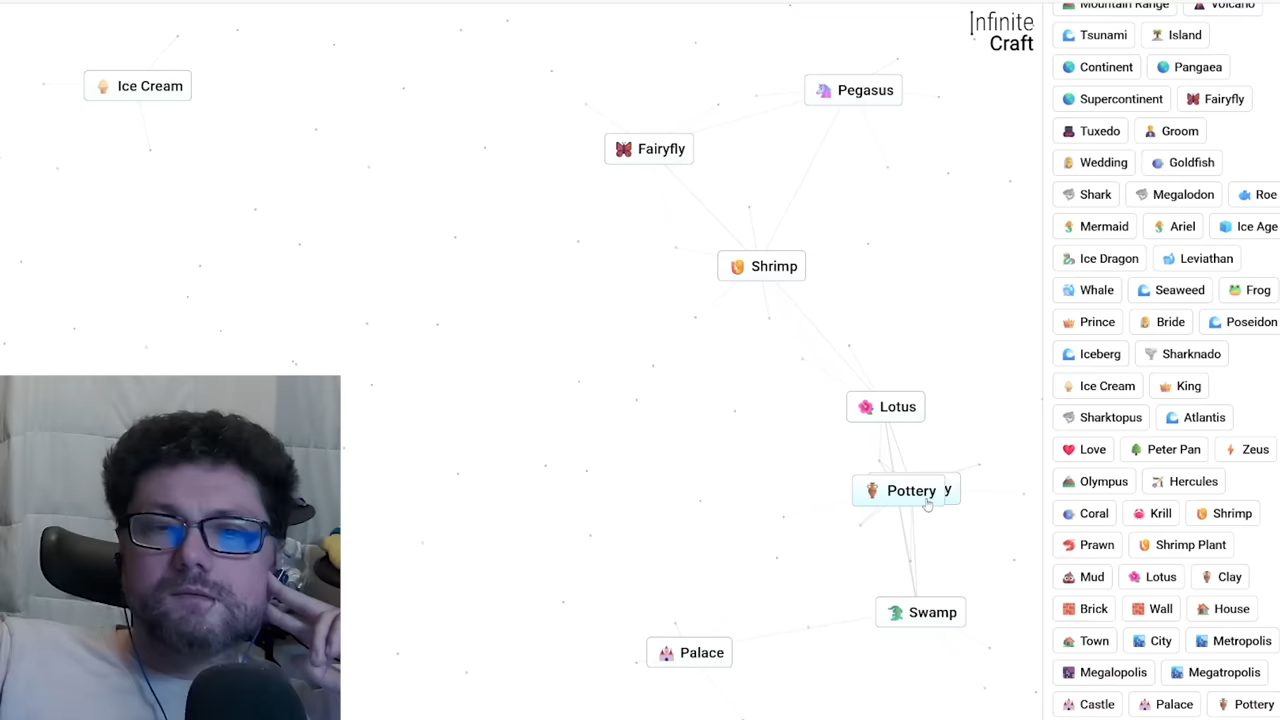 Infinite
Craft
Ice Cream
Pegasus
Fairyfly
Shrimp
Lotus
Pottery
y
Swamp
Palace
Mountain Range
Volcano
Tsunami
Island
Continent
Pangaea
Supercontinent
Fairyfly
Tuxedo
Groom
Wedding
Goldfish
Shark
Megalodon
Roe
Mermaid
Ariel
Ice Age
Ice Dragon
Leviathan
Whale
Seaweed
Frog
Prince
Bride
Poseidon
Iceberg
Sharknado
Ice Cream
King
Sharktopus
Atlantis
Love
Peter Pan
Zeus
Olympus
Hercules
Coral
Krill
Shrimp
Prawn
Shrimp Plant
Mud
Lotus
Clay
Brick
Wall
House
Town
City
Metropolis
Megalopolis
Megatropolis
Castle
Palace
Pottery